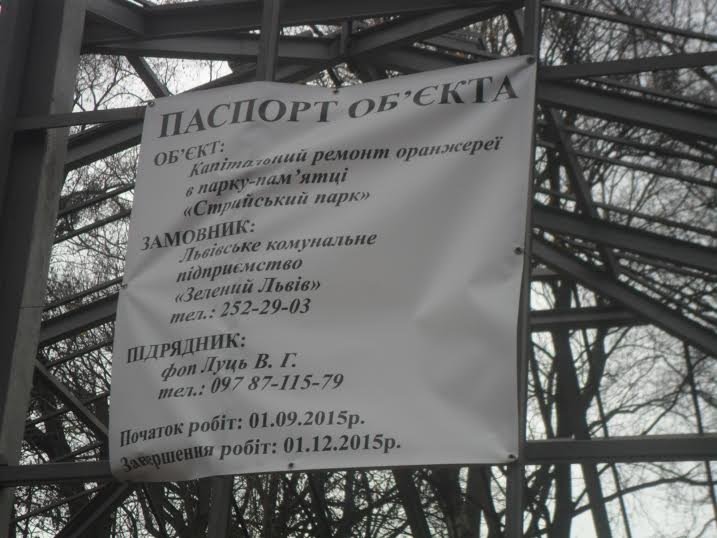 ПАСПОРТ ОБ'ЄКТА
ОБ'ЄКТ:
Капітальний ремонт оранжереї
в парку-пам'ятці
«Стрийський парк»
ЗАМОВНИК:
Львівське комунальне
підприємство
«Зелений Львів»
тел.: 252-29-03
ПІДРЯДНИК:
фоп Луць В. Г.
тел.: 097 87-115-79
Початок робіт: 01.09.2015р.
Завершення робіт: 01.12.2015р.